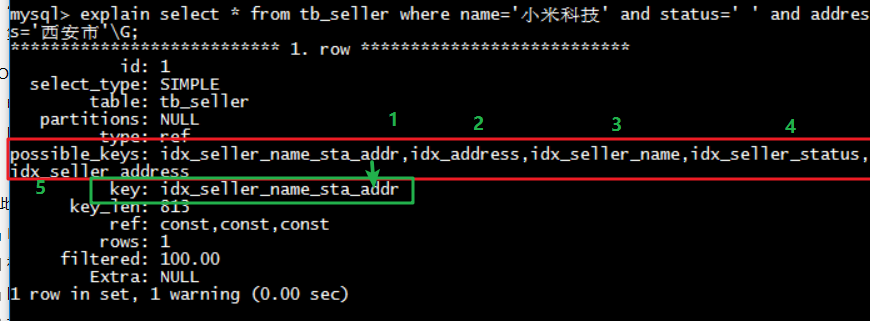 mysql> explain select * from tb_seller where name='小米科技' and status=' ' and addres
s='西安市'\G;
*************************** 1. row ***************************
id: 1
select_type: SIMPLE
table: tb_seller
partitions: NULL
type: ref
1 2 3 4
possible_keys: idx_seller_name_sta_addr,idx_address,idx_seller_name,idx_seller_status,
idx_seller_address
5
key: idx_seller_name_sta_addr
key_len: 813
ref: const,const,const
rows: 1
filtered: 100.00
Extra: NULL
1 row in set, 1 warning (0.00 sec)